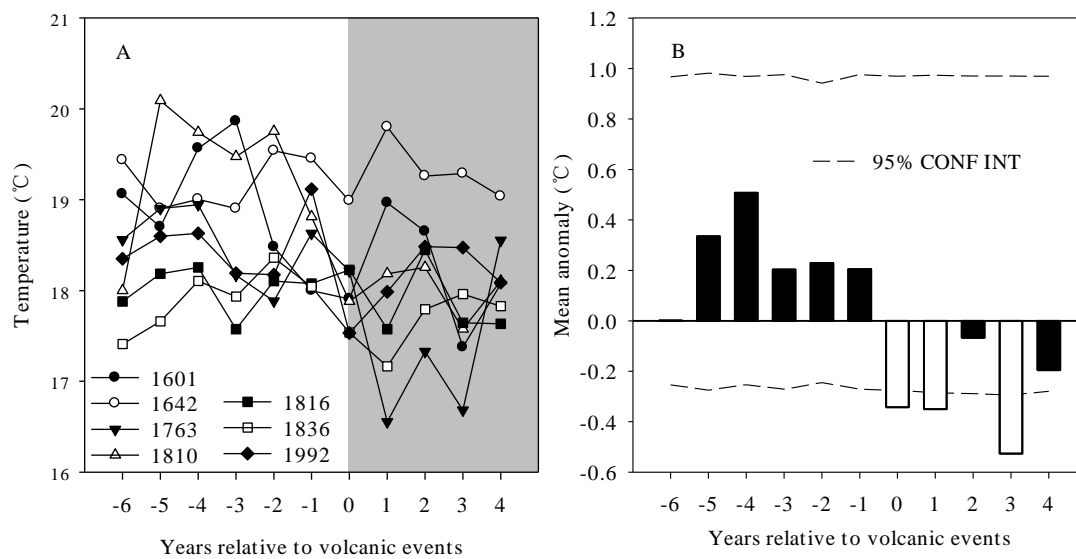 A
Temperature (℃)
21
20
19
18
17
16
1601
1642
1763
1810
1816
1836
1992
-6 -5 -4 -3 -2 -1 0 1 2 3 4
Years relative to volcanic events
B
Mean anomaly (℃)
1.2
1.0
0.8
0.6
0.4
0.2
0.0
-0.2
-0.4
-0.6
95% CONF INT
-6 -5 -4 -3 -2 -1 0 1 2 3 4
Years relative to volcanic events